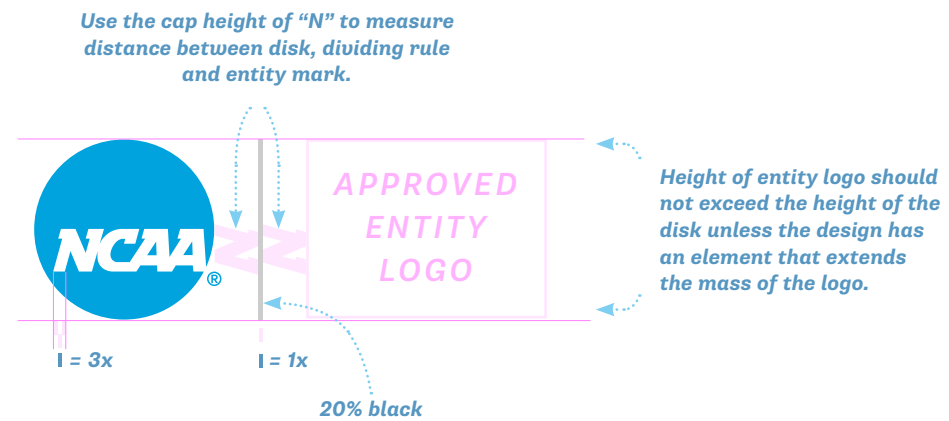 Use the cap height of “N” to measure
distance between disk, dividing rule
and entity mark.
APPROVED
ENTITY
LOGO
NCAA®
Height of entity logo should
not exceed the height of the
disk unless the design has
an element that extends
the mass of the logo.
I = 3x
I = 1x
20% black